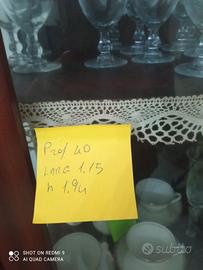 Prof 40
LARG 1.15
h 1.94
SHOT ON REDMI 9
AI QUAD CAMERA
subito